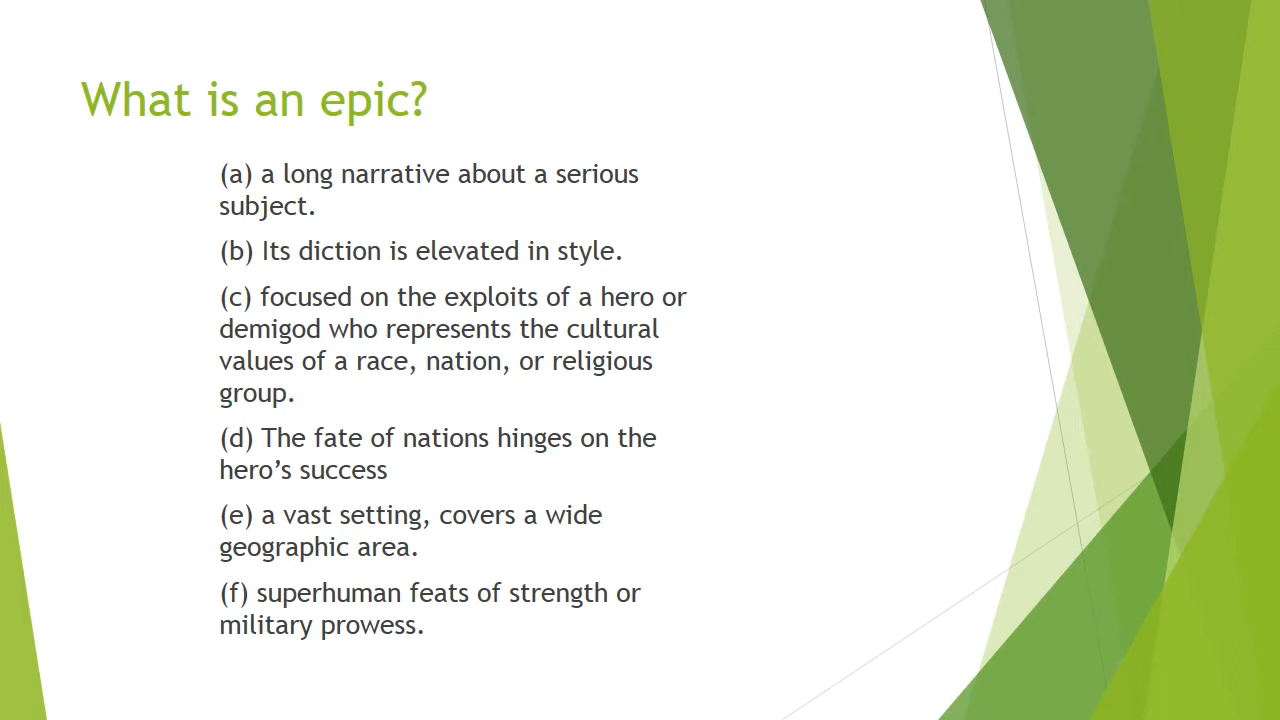 What is an epic?
(a) a long narrative about a serious
subject.
(b) Its diction is elevated in style.
(c) focused on the exploits of a hero or
demigod who represents the cultural
values of a race, nation, or religious
group.
(d) The fate of nations hinges on the
hero’s success
(e) a vast setting, covers a wide
geographic area.
(f) superhuman feats of strength or
military prowess.